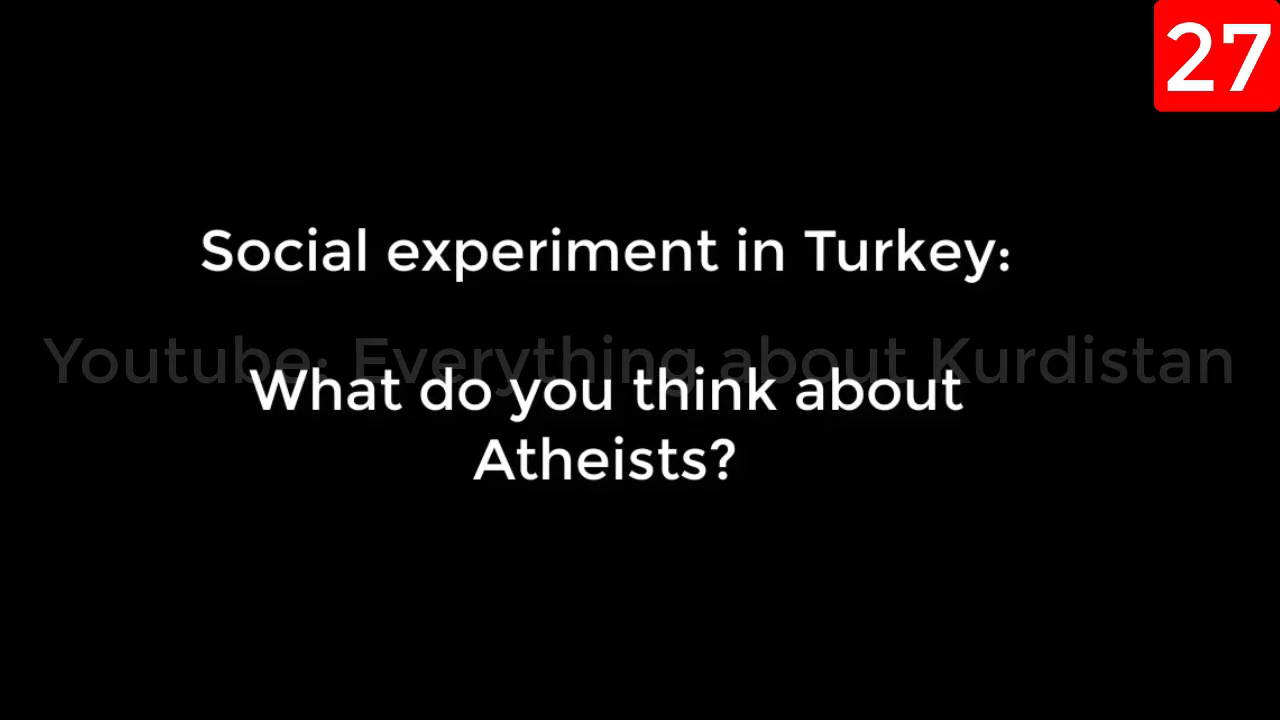 27
Social experiment in Turkey:
Youtube: Everything about Kurdistan
What do you think about
Atheists?